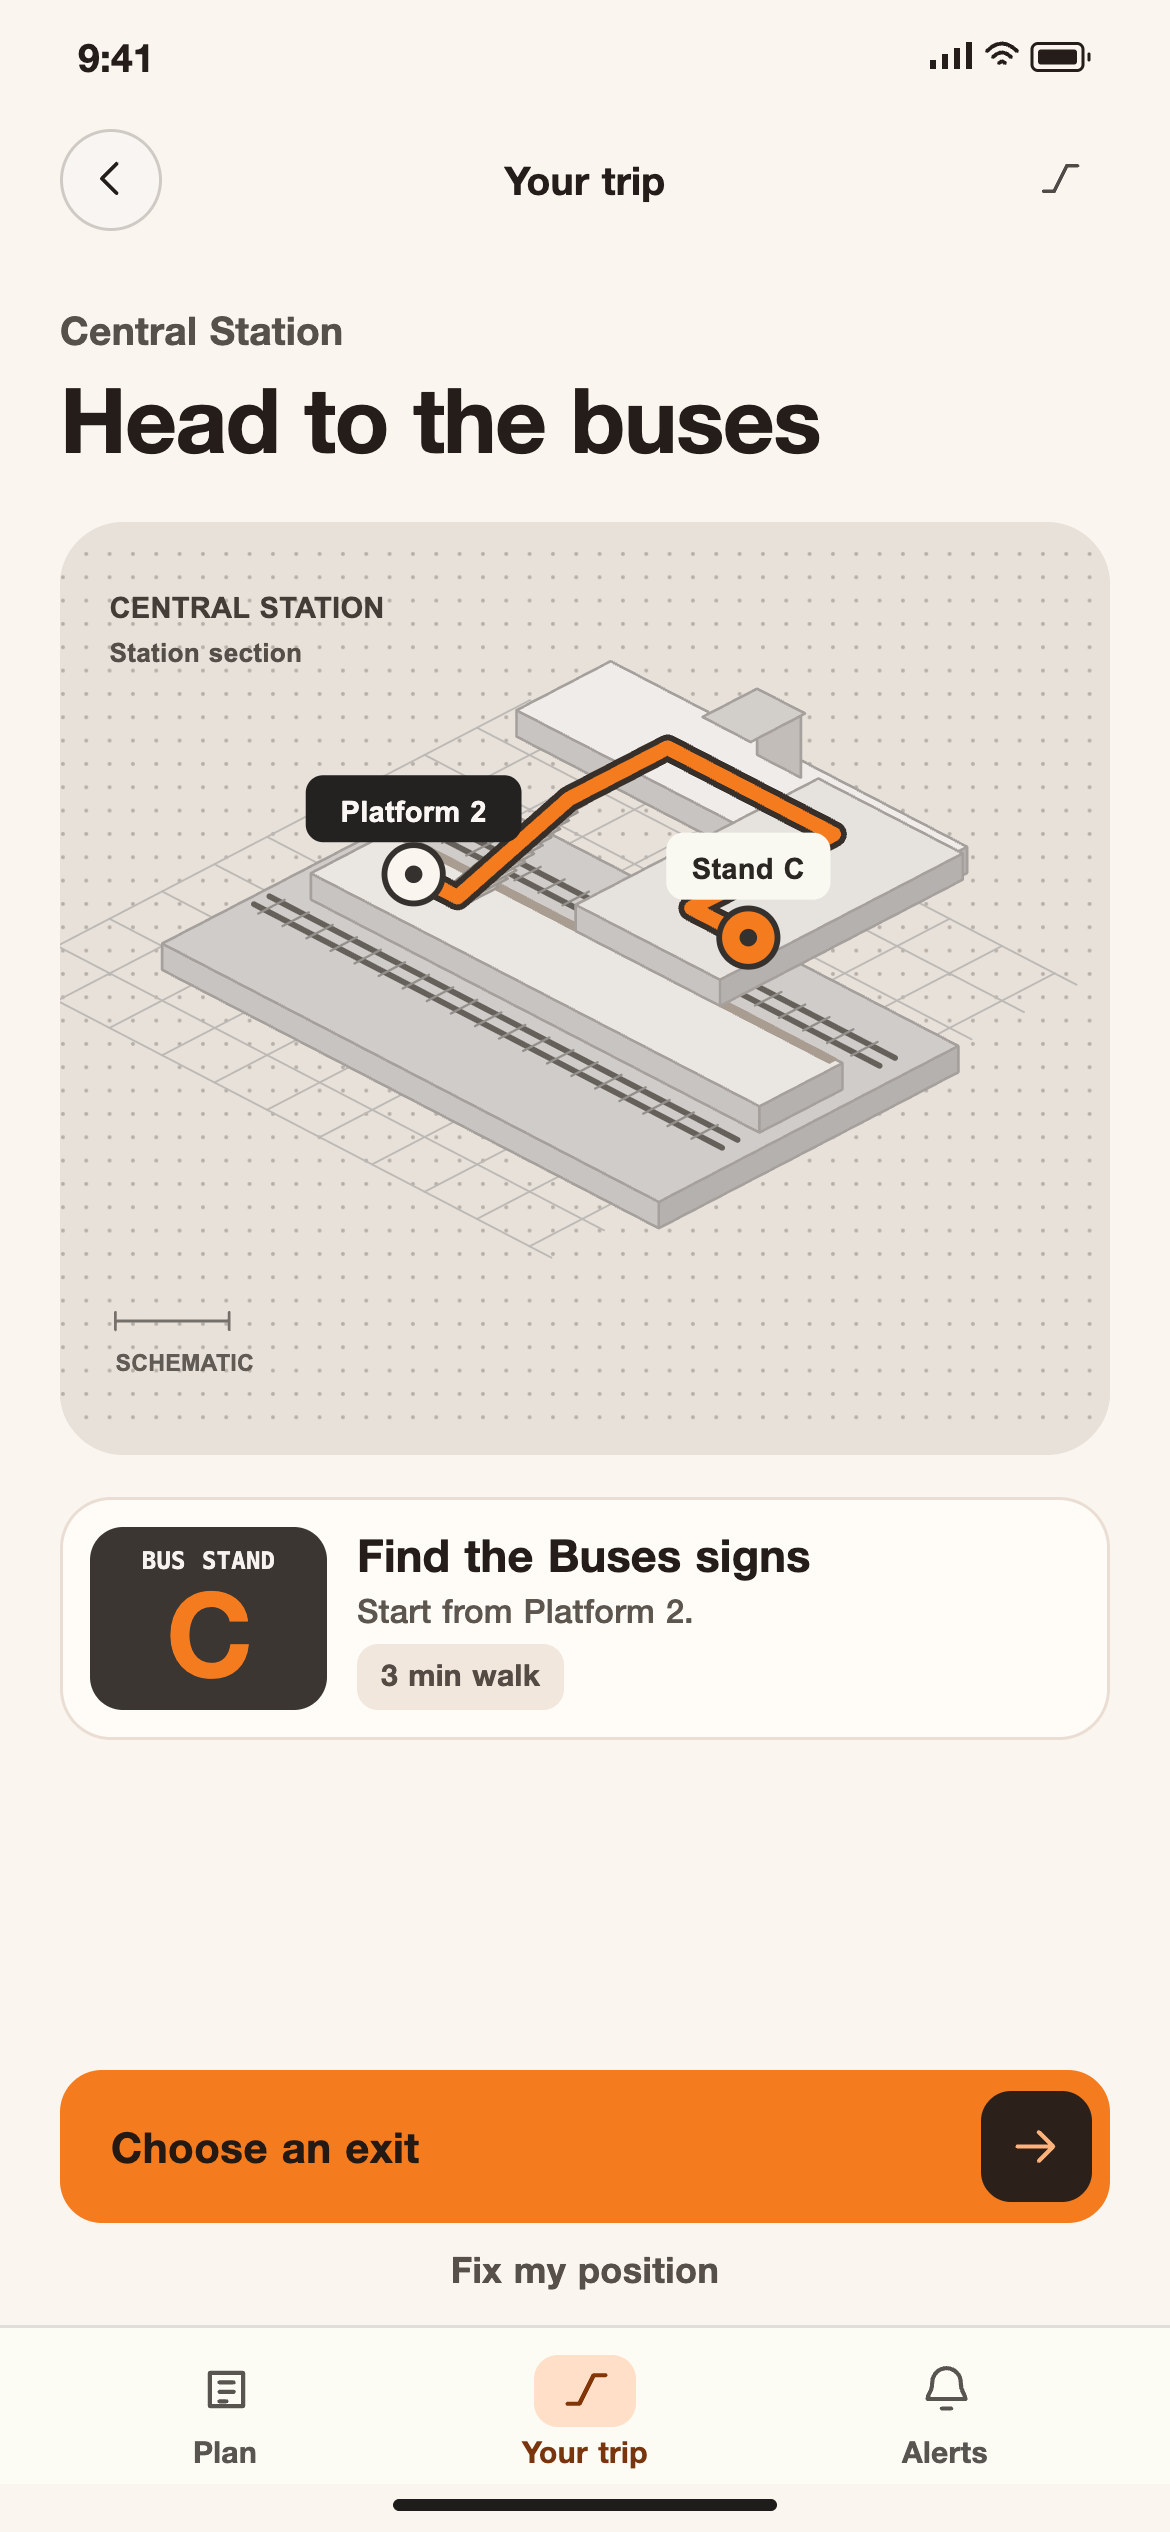 9:41
Your trip
Central Station
Head to the buses
CENTRAL STATION
Station section
Platform 2
Stand C
SCHEMATIC
BUS STAND
C
Find the Buses signs
Start from Platform 2.
3 min walk
Choose an exit
Fix my position
Plan
Your trip
Alerts